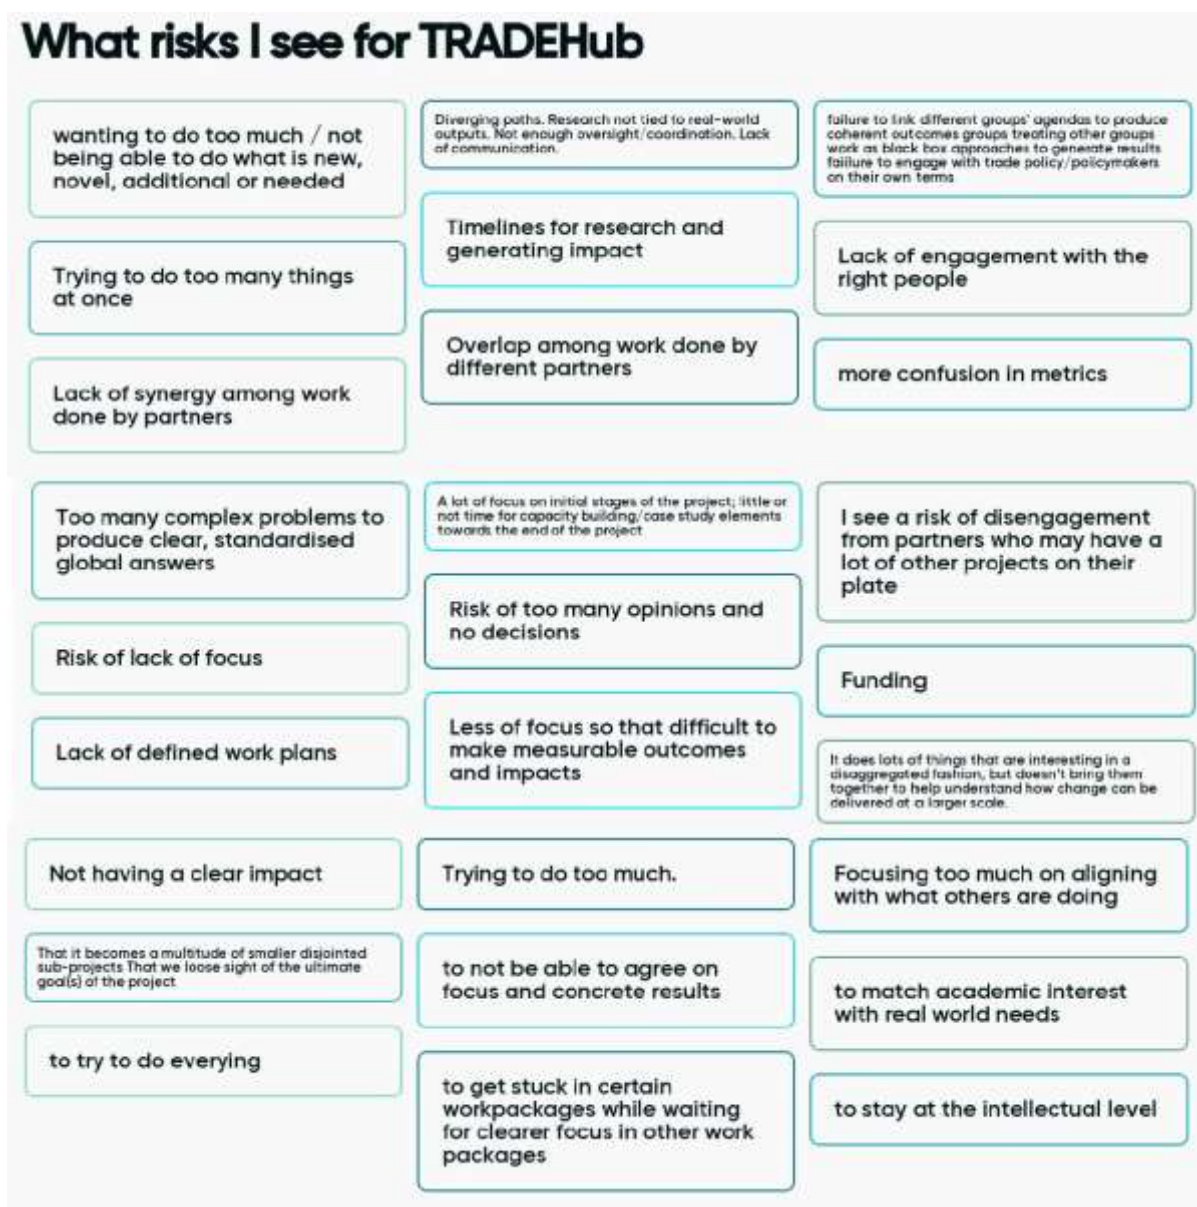 What risks I see for TRADEHub
wanting to do too much / not
being able to do what is new,
novel, additional or needed
Trying to do too many things
at once
Lack of synergy among work
done by partners
Diverging paths. Research not tied to real-world
outputs. Not enough oversight/coordination. Lack
of communication.
Timelines for research and
generating impact
Overlap among work done by
different partners
failure to link different groups' agendas to produce
coherent outcomes groups treating other groups
work as black box approaches to generate results
failure to engage with trade policy/policymakers
on their own terms
Lack of engagement with the
right people
more confusion in metrics
Too many complex problems to
produce clear, standardised
global answers
Risk of lack of focus
Lack of defined work plans
A lot of focus on initial stages of the project; little or
not time for capacity building/case study elements
towards the end of the project
Risk of too many opinions and
no decisions
Less of focus so that difficult to
make measurable outcomes
and impacts
I see a risk of disengagement
from partners who may have a
lot of other projects on their
plate
Funding
It does lots of things that are interesting in a
disaggregated fashion, but doesn't bring them
together to help understand how change can be
delivered at a larger scale.
Not having a clear impact
That it becomes a multitude of smaller disjointed
sub-projects That we loose sight of the ultimate
goal(s) of the project
to try to do everying
Trying to do too much.
to not be able to agree on
focus and concrete results
to get stuck in certain
workpackages while waiting
for clearer focus in other work
packages
Focusing too much on aligning
with what others are doing
to match academic interest
with real world needs
to stay at the intellectual level